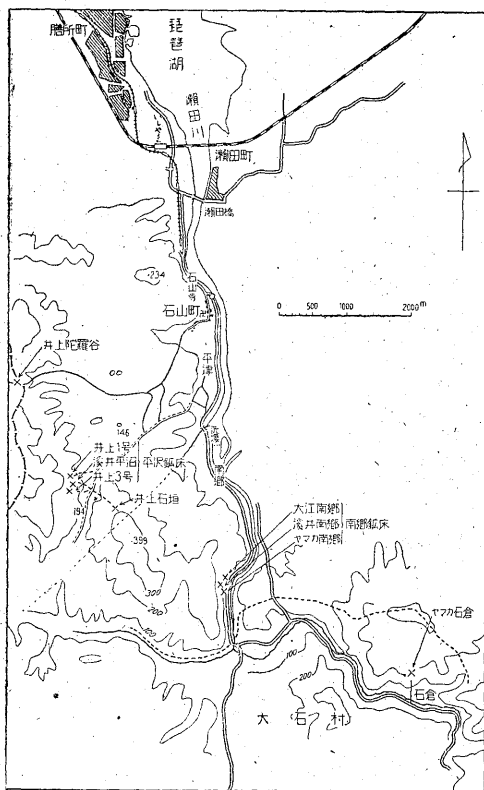 膳所町
琵琶湖
瀬田川
瀬田町
瀬田橋
234
石山寺
石山町
0 500 1000 2000m
井上陀羅谷
平津
146
井上1号
浅井平沼
平沢鉱床
井上3号
南郷
194
井上石垣
399
大江南郷
浅井南郷
南郷鉱床
ヤマカ南郷
300
200
100
ヤマカ石倉
100
200
石倉
大石村